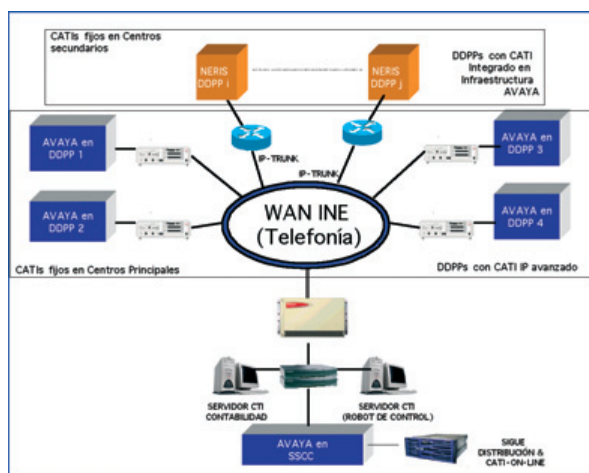 CATIs fijos en Centros
secundarios
NERIS
DDPP i
NERIS
DDPP j
DDPPs con CATI
Integrado en
Infraestructura
AVAYA
AVAYA en
DDPP 1
AVAYA en
DDPP 3
IP-TRUNK
IP-TRUNK
AVAYA en
DDPP 2
WAN INE
(Telefonía)
AVAYA en
DDPP 4
CATIs fijos en Centros Principales
DDPPs con CATI IP avanzado
SERVIDOR CTI
CONTABILIDAD
SERVIDOR CTI
(ROBOT DE CONTROL)
AVAYA en
SSCC
SIGUE
DISTRIBUCIÓN &
CATI-ON-LINE